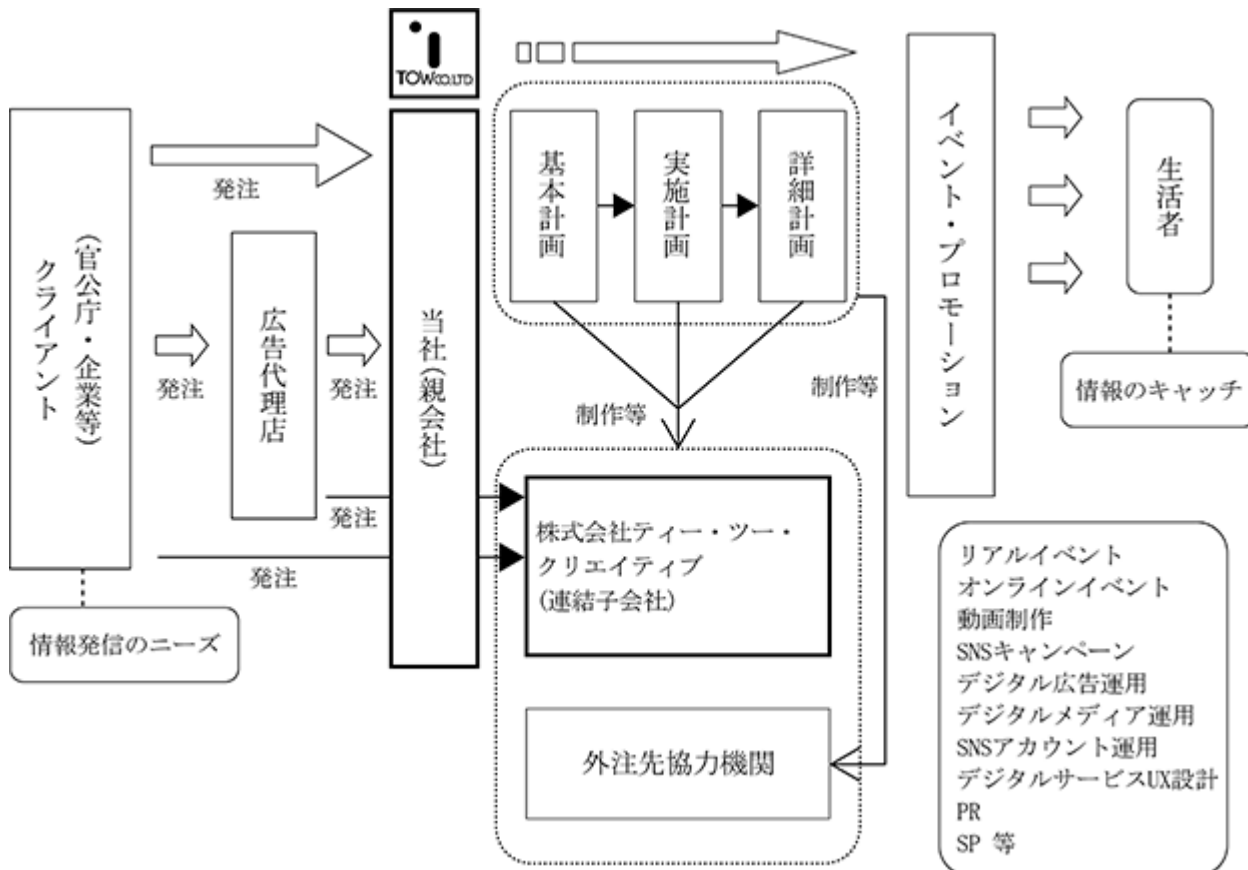 TOW CO.LTD
クライアント
（官公庁・企業等）
情報発信のニーズ
発注
発注
広告代理店
発注
発注
発注
当社（親会社）
基本計画
実施計画
詳細計画
制作等
制作等
株式会社ティー・ツー・
クリエイティブ
（連結子会社）
外注先協力機関
イベント・プロモーション
生活者
情報のキャッチ
リアルイベント
オンラインイベント
動画制作
SNSキャンペーン
デジタル広告運用
デジタルメディア運用
SNSアカウント運用
デジタルサービスUX設計
PR
SP 等